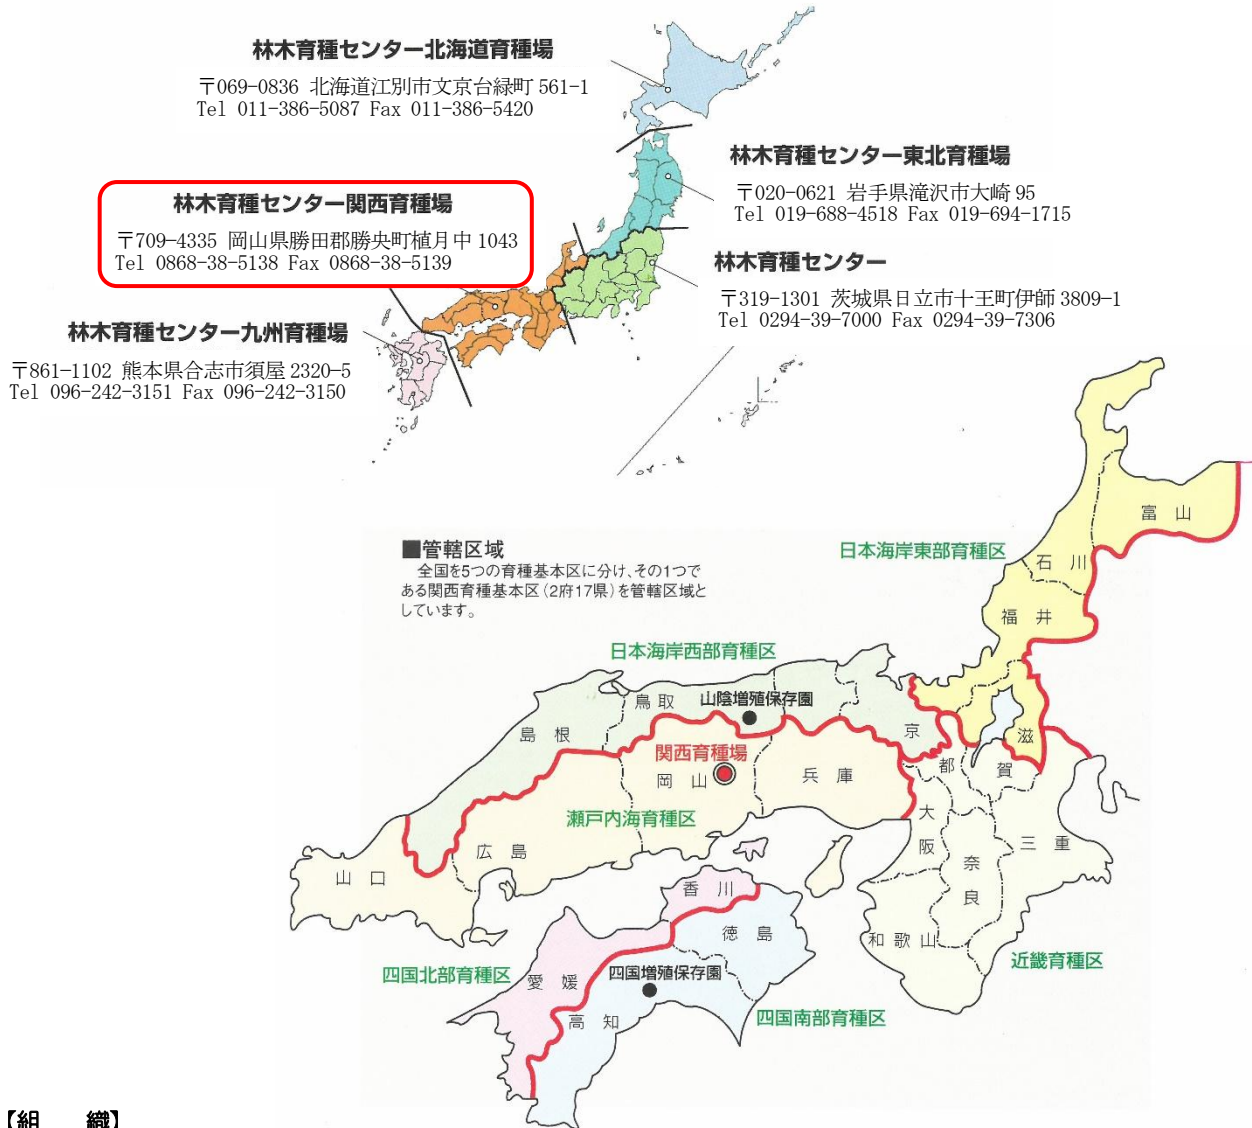 林木育種センター北海道育種場
〒069-0836 北海道江別市文京台緑町 561-1
Tel 011-386-5087 Fax 011-386-5420
林木育種センター東北育種場
〒020-0621 岩手県滝沢市大崎 95
Tel 019-688-4518 Fax 019-694-1715
林木育種センター関西育種場
〒709-4335 岡山県勝田郡勝央町植月中 1043
Tel 0868-38-5138 Fax 0868-38-5139
林木育種センター
〒319-1301 茨城県日立市十王町伊師 3809-1
Tel 0294-39-7000 Fax 0294-39-7306
林木育種センター九州育種場
〒861-1102 熊本県合志市須屋 2320-5
Tel 096-242-3151 Fax 096-242-3150
■管轄区域
全国を5つの育種基本区に分け、その1つで
ある関西育種基本区（2府17県）を管轄区域と
しています。
日本海岸東部育種区
富山
石川
福井
日本海岸西部育種区
鳥取
山陰増殖保存園
島根
京
滋
関西育種場
都
賀
岡山
兵庫
瀬戸内海育種区
大
阪
三重
広島
奈
良
山口
香川
徳島
和歌山
近畿育種区
四国北部育種区
愛媛
四国増殖保存園
高知
四国南部育種区
【組　織】